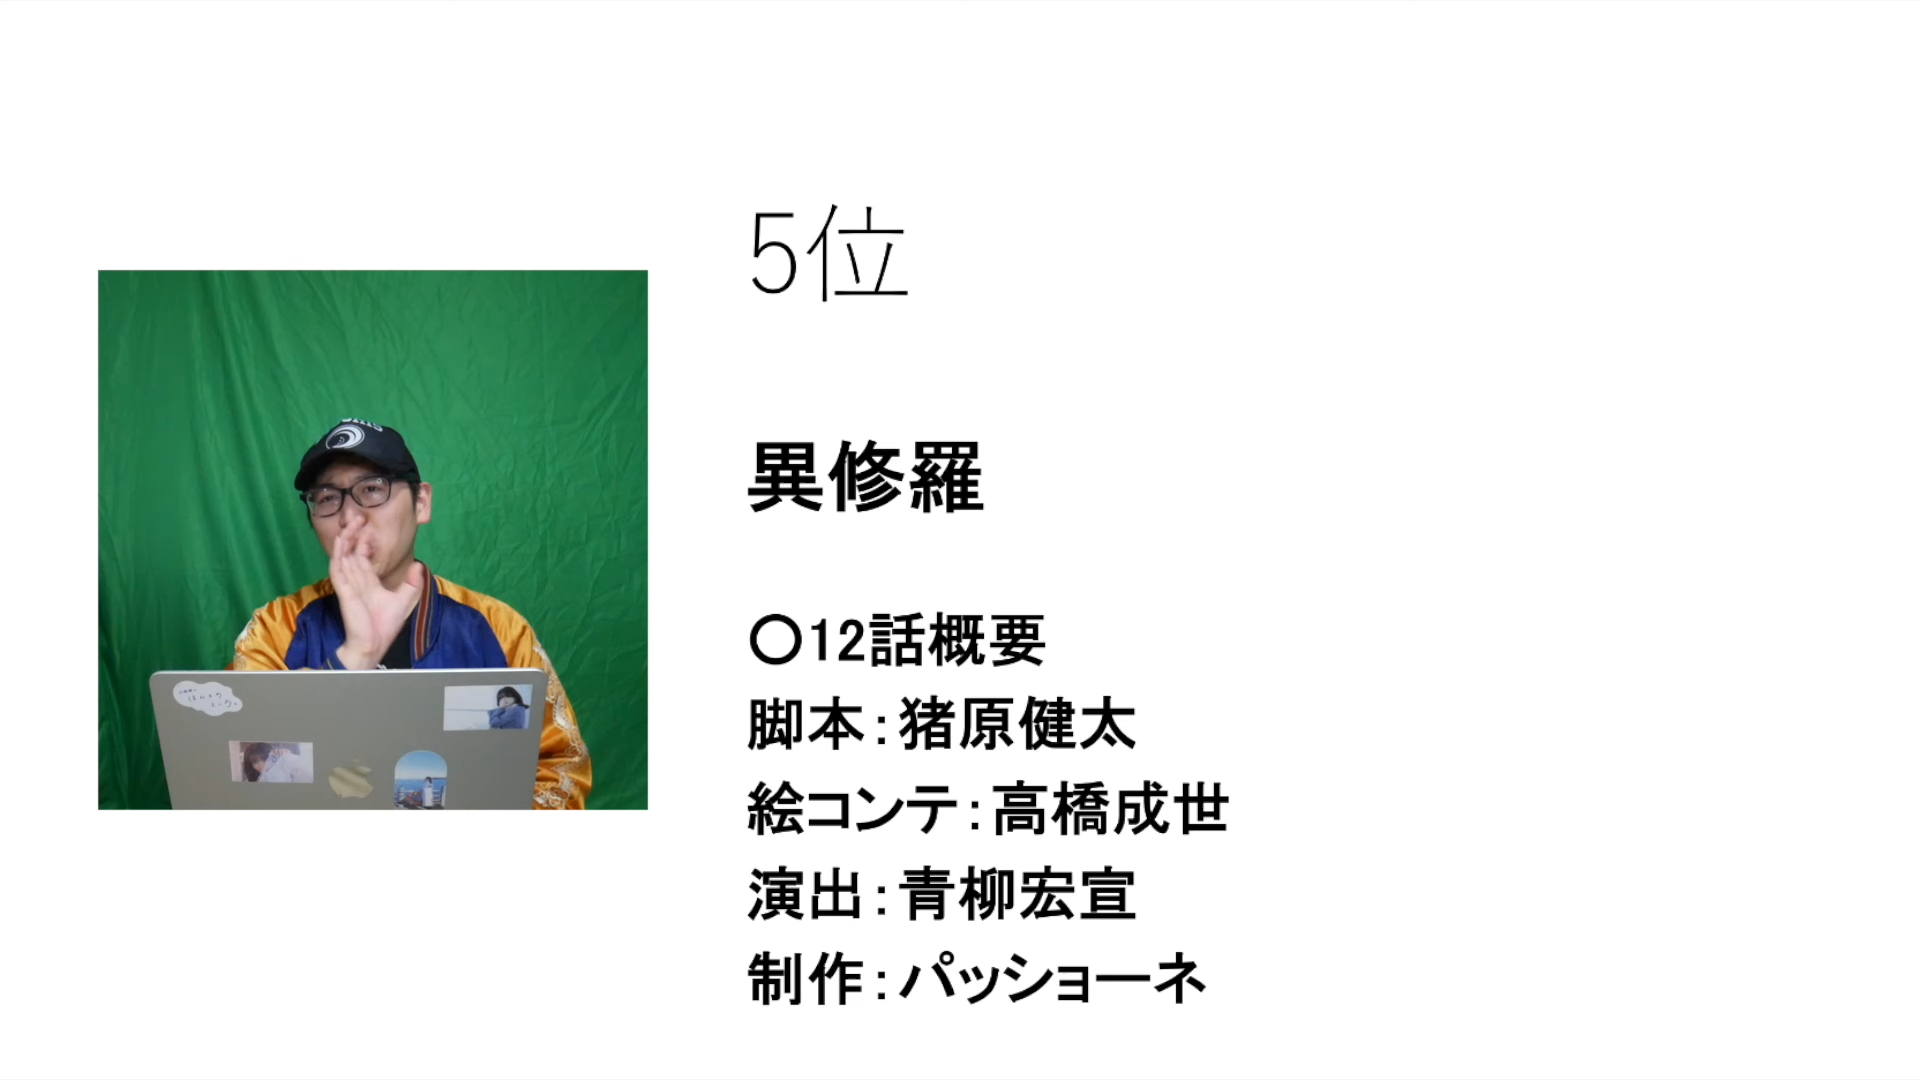 5位
異修羅
〇12話概要
脚本：猪原健太
絵コンテ：高橋成世
演出：青柳宏宣
制作：パッショーネ